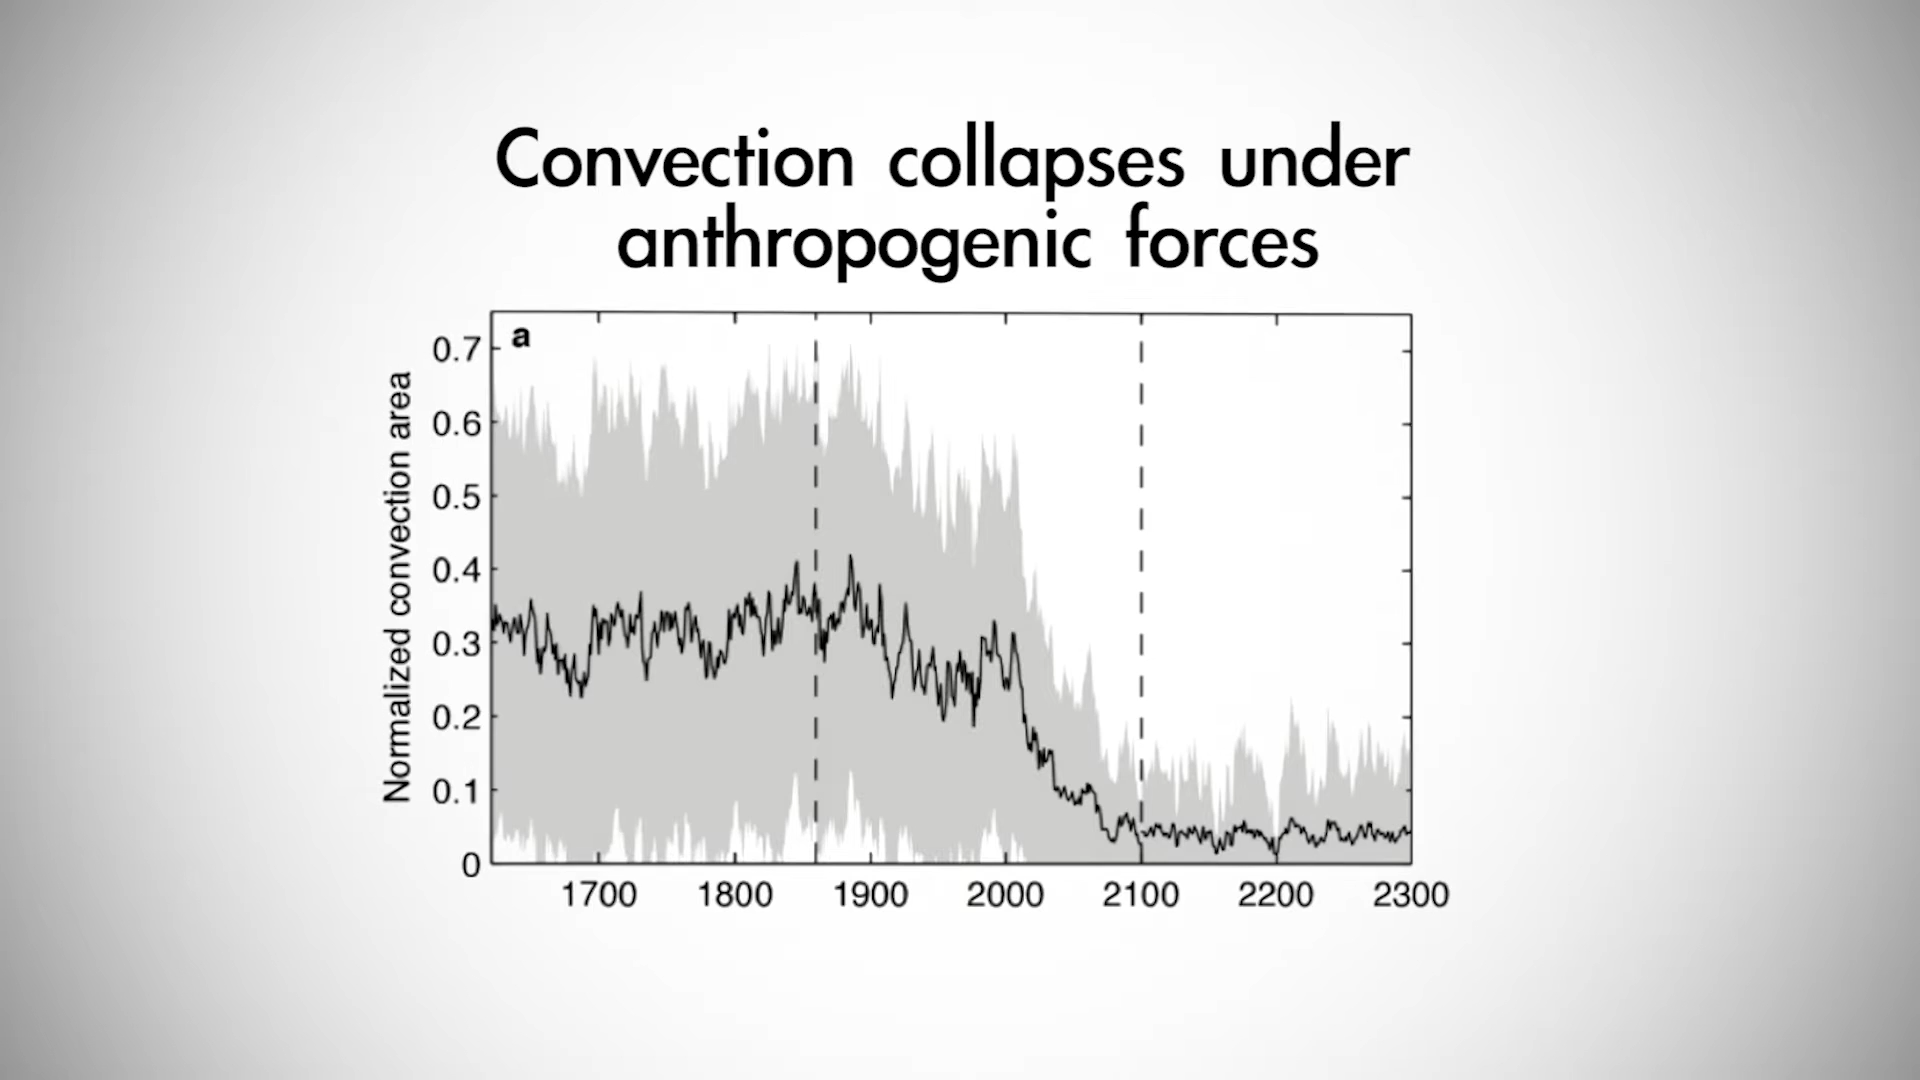 Convection collapses under
anthropogenic forces
a
Normalized convection area
0.7
0.6
0.5
0.4
0.3
0.2
0.1
0
1700 1800 1900 2000 2100 2200 2300